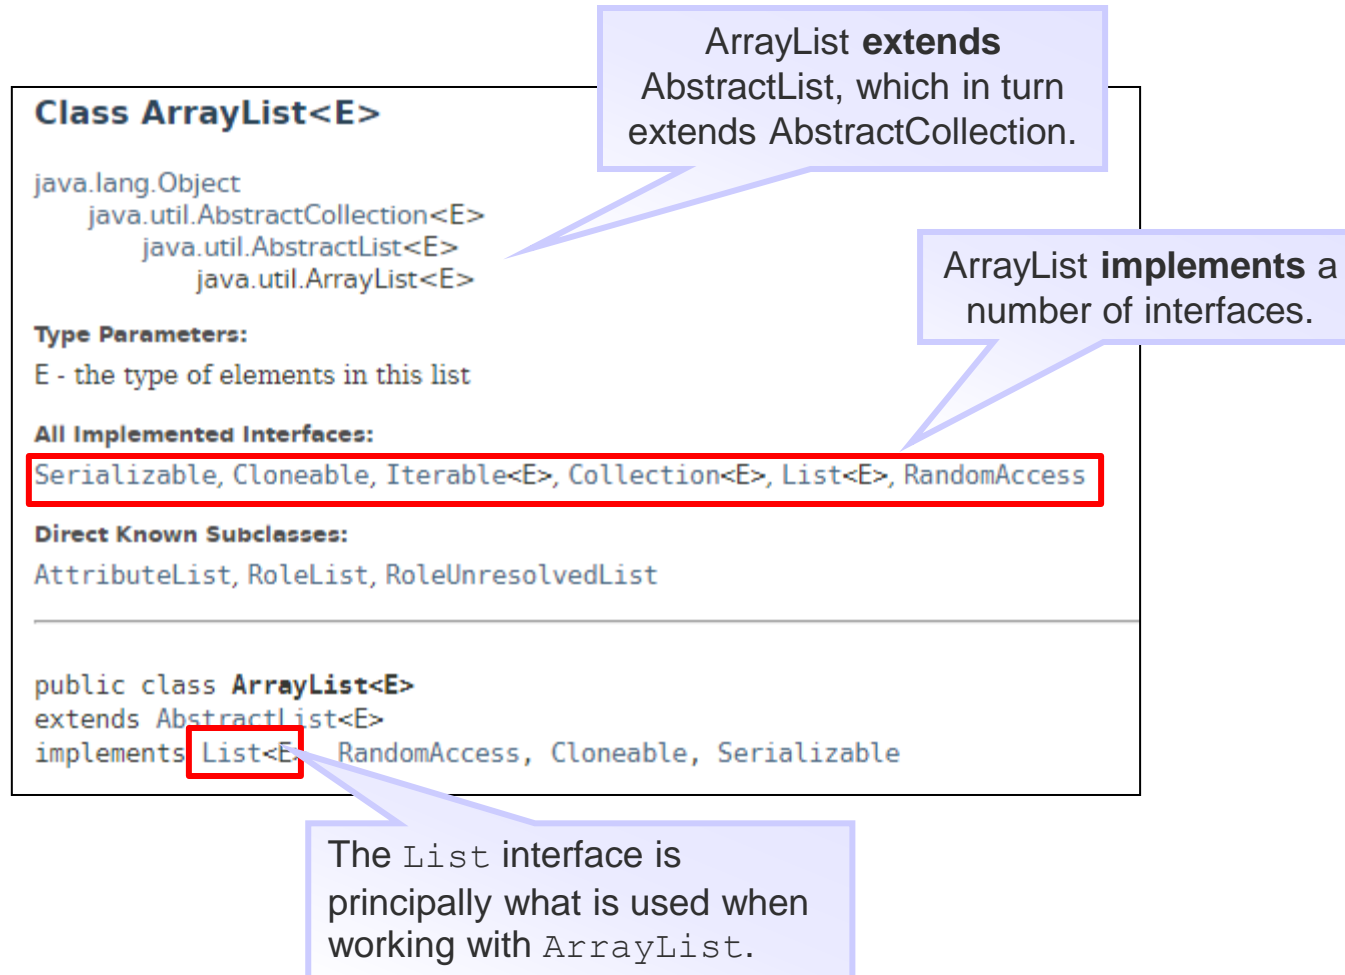 ArrayList extends
AbstractList, which in turn
extends AbstractCollection.
Class ArrayList<E>
java.lang.Object
java.util.AbstractCollection<E>
java.util.AbstractList<E>
java.util.ArrayList<E>
ArrayList implements a
number of interfaces.
Type Parameters:
E - the type of elements in this list
All Implemented Interfaces:
Serializable, Cloneable, Iterable<E>, Collection<E>, List<E>, RandomAccess
Direct Known Subclasses:
AttributeList, RoleList, RoleUnresolvedList
public class ArrayList<E>
extends AbstractList<E>
implements List<E> RandomAccess, Cloneable, Serializable
The List interface is
principally what is used when
working with ArrayList.